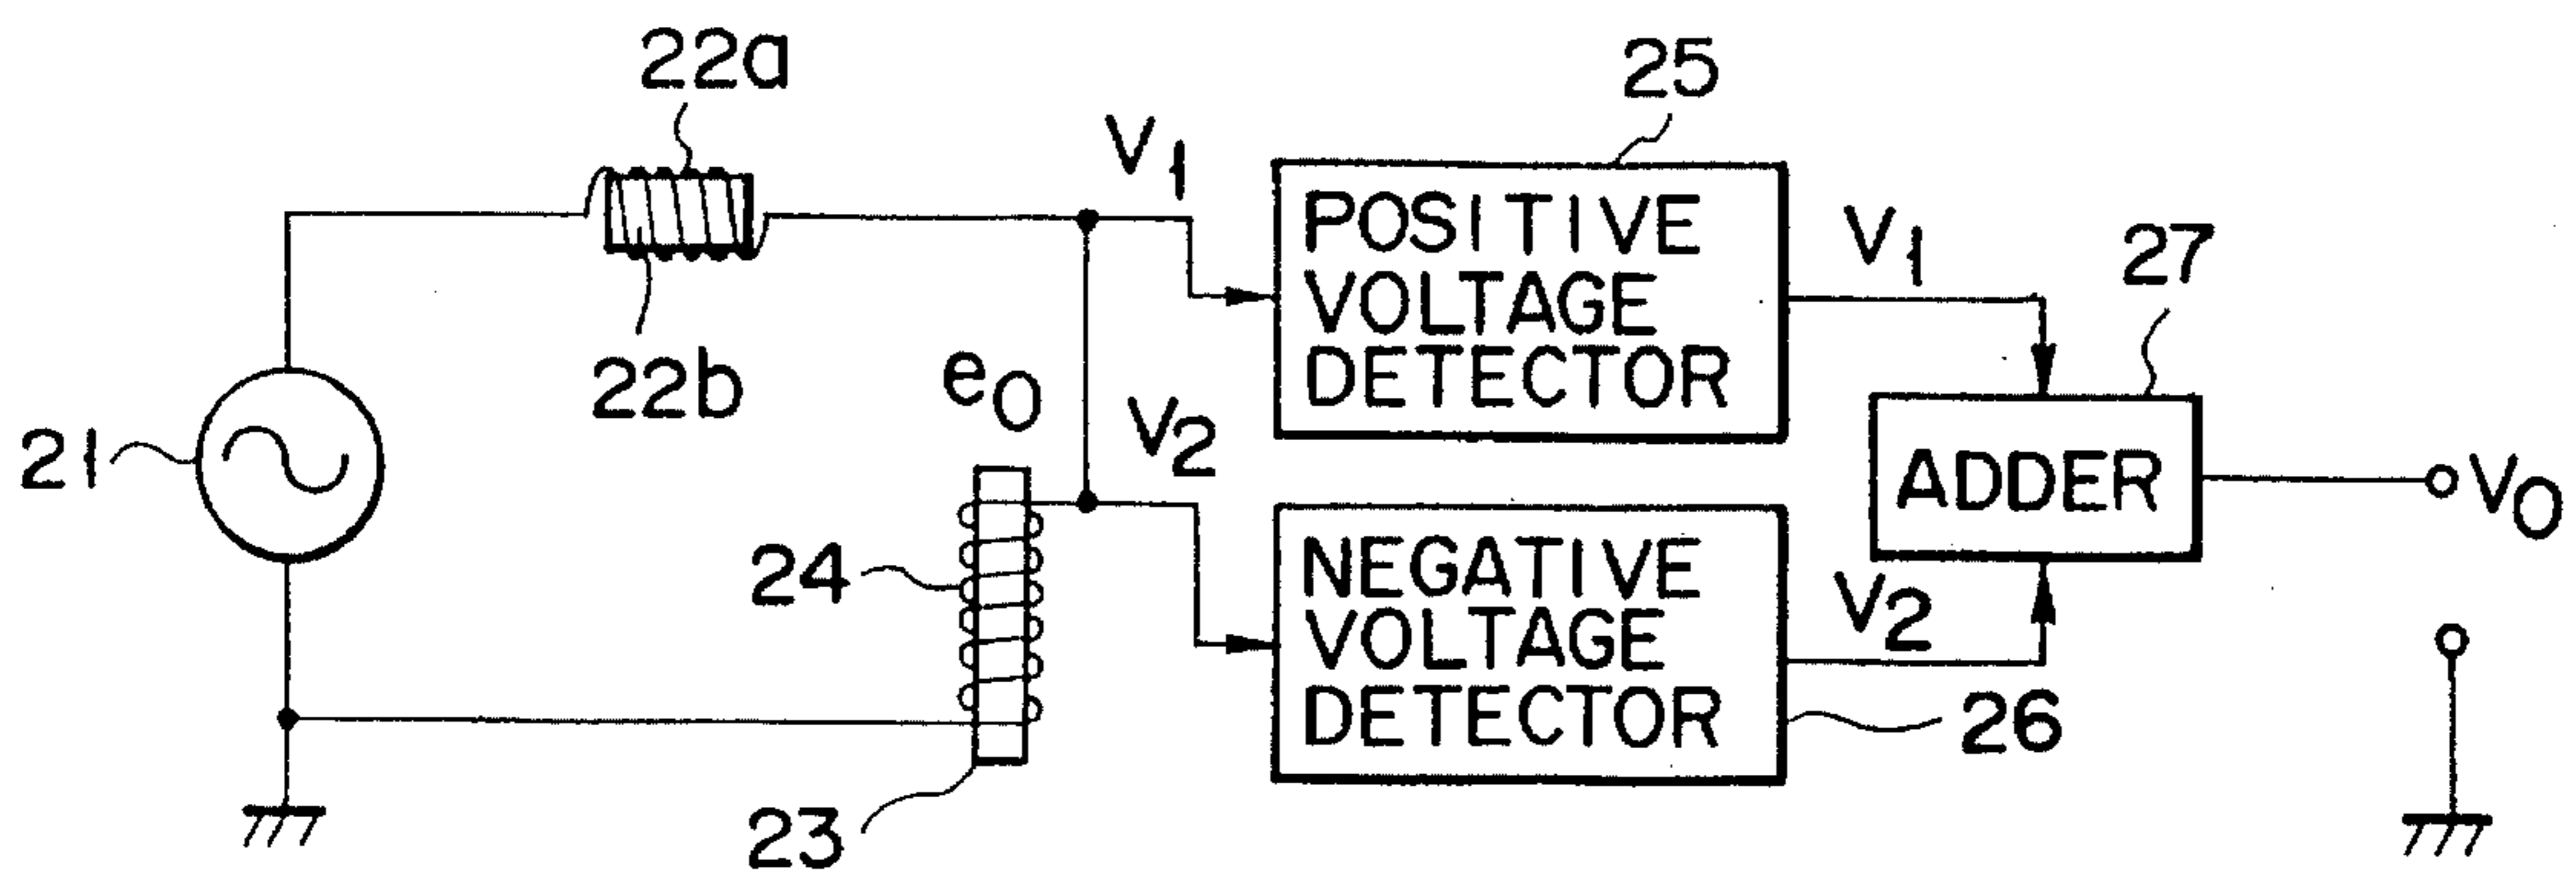 22a
25
V1
POSITIVE
VOLTAGE
DETECTOR
V1
27
22b
e0
V2
21
ADDER
V0
24
NEGATIVE
VOLTAGE
DETECTOR
V2
26
23